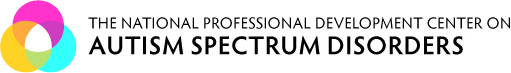 THE NATIONAL PROFESSIONAL DEVELOPMENT CENTER ON
AUTISM SPECTRUM DISORDERS